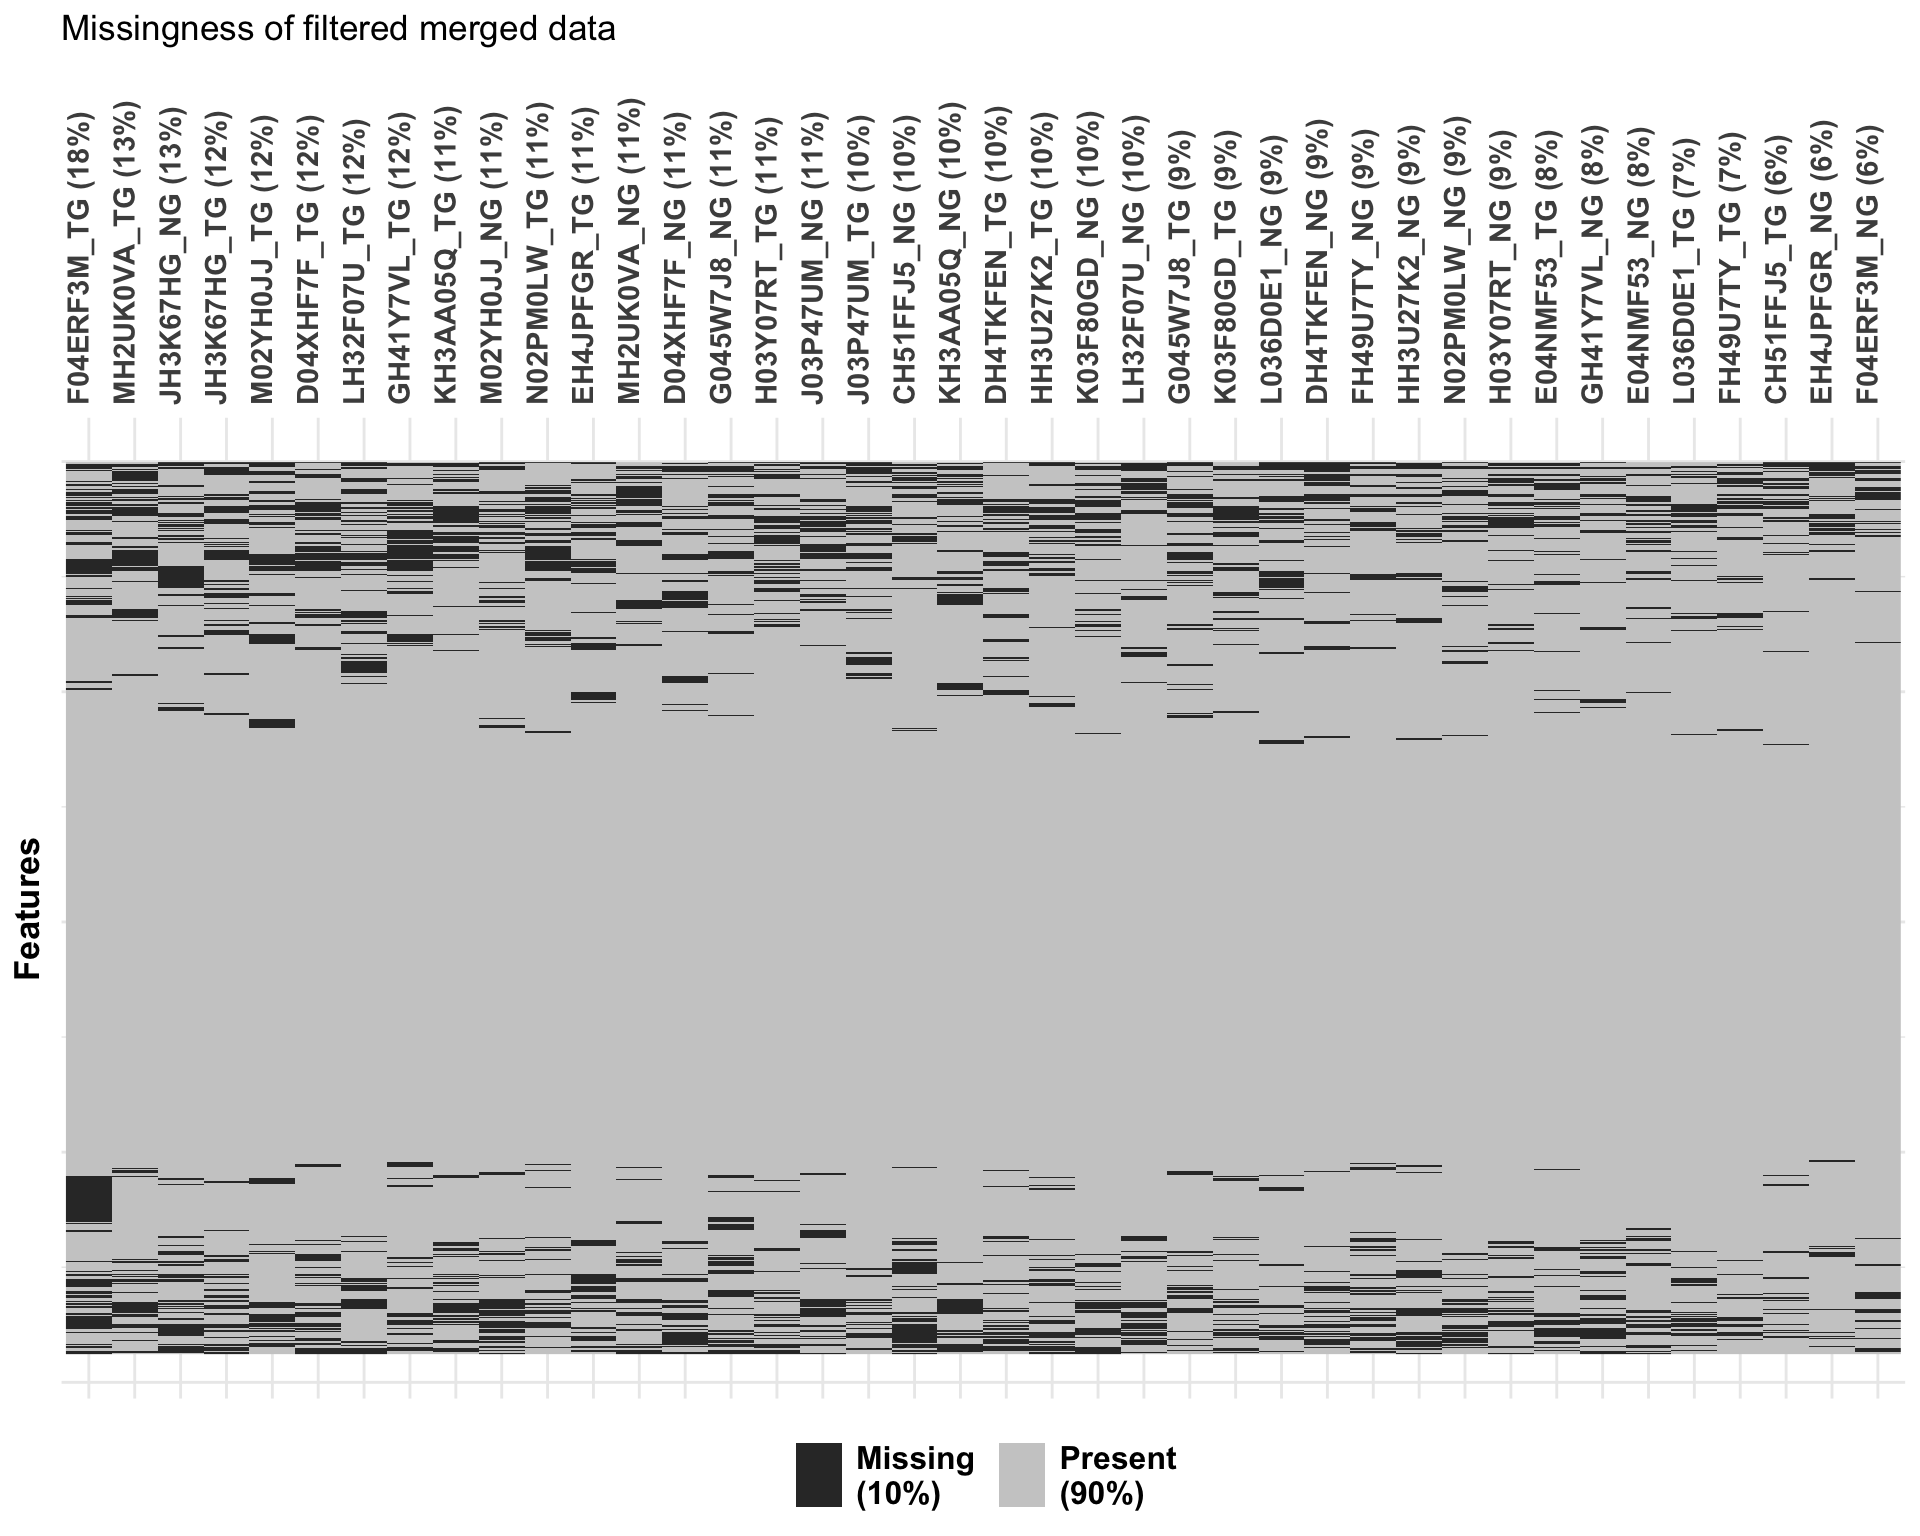 Missingness of filtered merged data
F04ERF3M_TG (18%)
MH2UK0VA_TG (13%)
JH3K67HG_NG (13%)
JH3K67HG_TG (12%)
M02YH0JJ_TG (12%)
D04XHF7F_TG (12%)
LH32F07U_TG (12%)
GH41Y7VL_TG (12%)
KH3AA05Q_TG (11%)
M02YH0JJ_NG (11%)
N02PM0LW_TG (11%)
EH4JPFGR_TG (11%)
MH2UK0VA_NG (11%)
D04XHF7F_NG (11%)
G045W7J8_NG (11%)
H03Y07RT_TG (11%)
J03P47UM_NG (11%)
J03P47UM_TG (10%)
CH51FFJ5_NG (10%)
KH3AA05Q_NG (10%)
DH4TKFEN_TG (10%)
HH3U27K2_TG (10%)
K03F80GD_NG (10%)
LH32F07U_NG (10%)
G045W7J8_TG (9%)
K03F80GD_TG (9%)
L036D0E1_NG (9%)
DH4TKFEN_NG (9%)
FH49U7TY_NG (9%)
HH3U27K2_NG (9%)
N02PM0LW_NG (9%)
H03Y07RT_NG (9%)
E04NMF53_TG (8%)
GH41Y7VL_NG (8%)
E04NMF53_NG (8%)
L036D0E1_TG (7%)
FH49U7TY_TG (7%)
CH51FFJ5_TG (6%)
EH4JPFGR_NG (6%)
F04ERF3M_NG (6%)
Features
Missing
(10%)
Present
(90%)